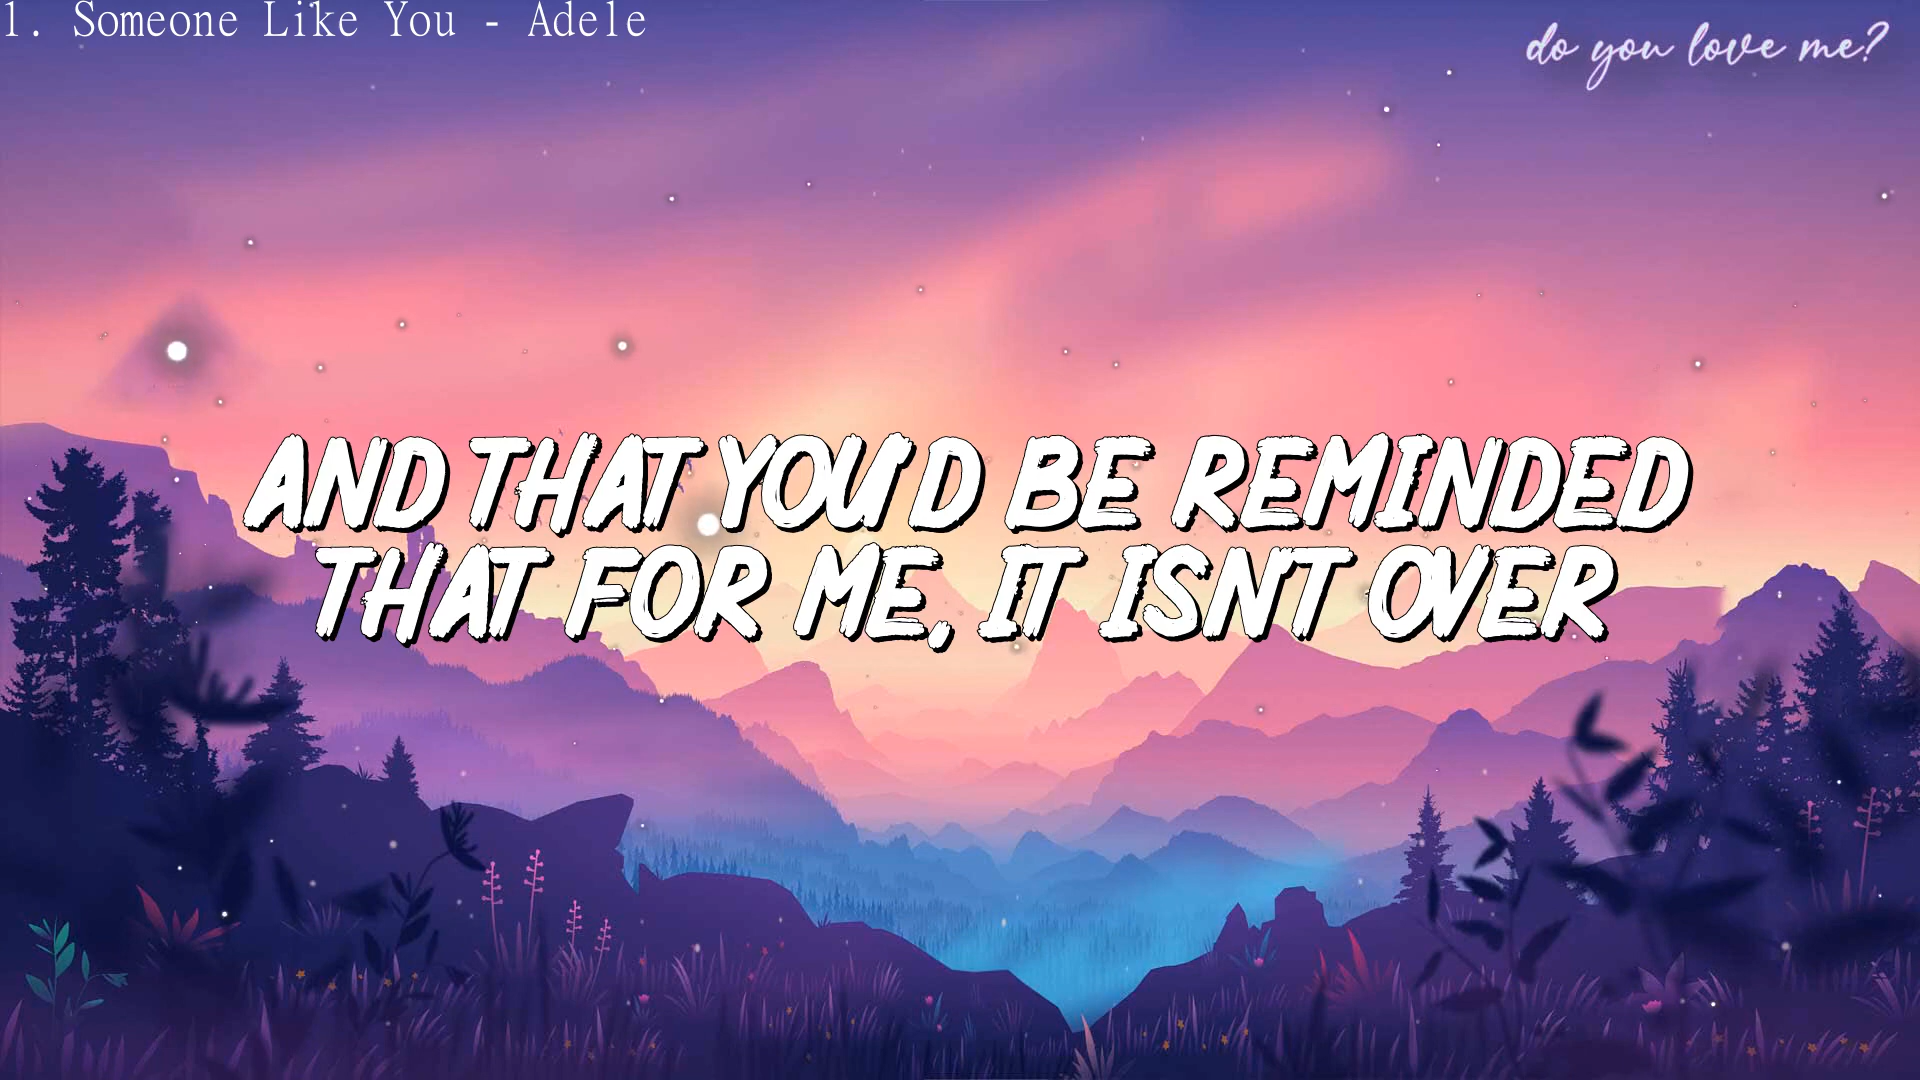 1. Someone Like You - Adele
do you love me?
AND THAT YOU'D BE REMINDED
THAT FOR ME, IT ISN'T OVER